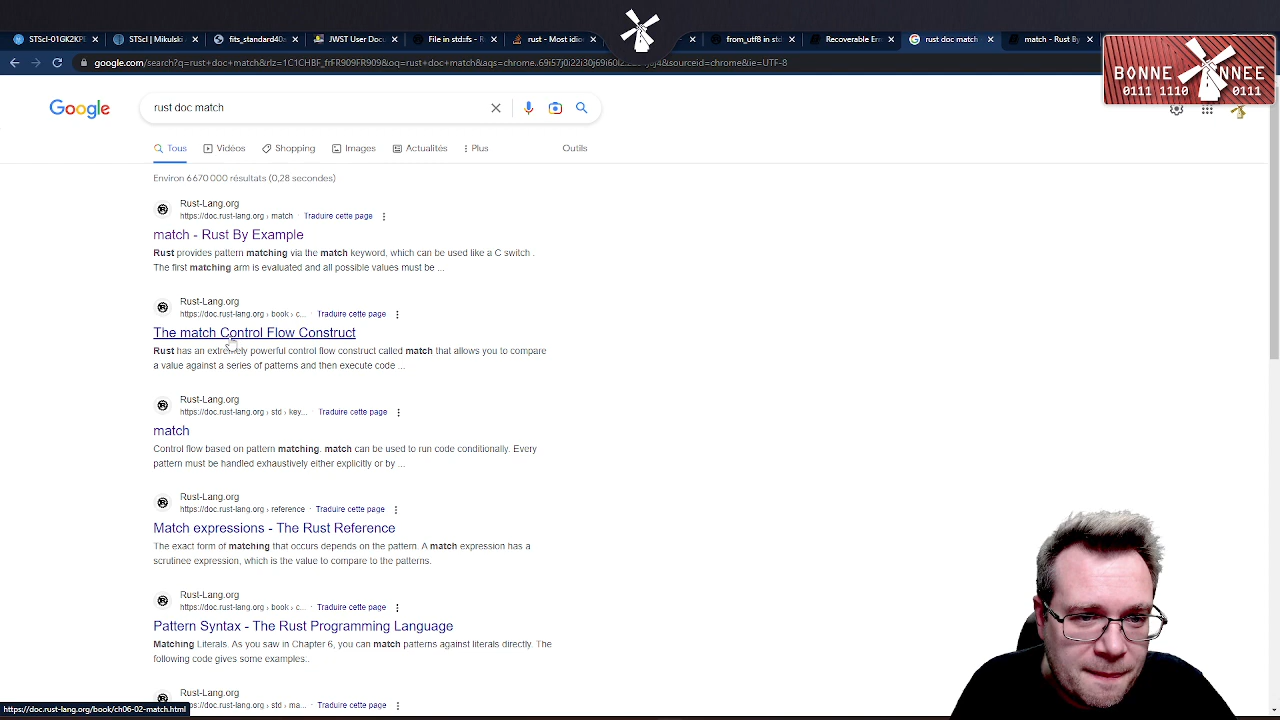 STScI-01GK2KP
STScI | Mikulski
fits_standard40a
JWST User Docu
File in std::fs - R
rust - Most idio
from_utf8 in std
Recoverable Err
rust doc match
match - Rust By
BONNE ANNEE
0111 1110 0111
Google
rust doc match
Tous
Vidéos
Shopping
Images
Actualités
Plus
Outils
Environ 6 670 000 résultats (0,28 secondes)
Rust-Lang.org
https://doc.rust-lang.org › match · Traduire cette page
match - Rust By Example
Rust provides pattern matching via the match keyword, which can be used like a C switch .
The first matching arm is evaluated and all possible values must be ...
Rust-Lang.org
https://doc.rust-lang.org › book › c... Traduire cette page
The match Control Flow Construct
Rust has an extremely powerful control flow construct called match that allows you to compare
a value against a series of patterns and then execute code ...
Rust-Lang.org
https://doc.rust-lang.org › std › key... Traduire cette page
match
Control flow based on pattern matching. match can be used to run code conditionally. Every
pattern must be handled exhaustively either explicitly or by ...
Rust-Lang.org
https://doc.rust-lang.org › reference · Traduire cette page
Match expressions - The Rust Reference
The exact form of matching that occurs depends on the pattern. A match expression has a
scrutinee expression, which is the value to compare to the patterns.
Rust-Lang.org
https://doc.rust-lang.org › book › c... Traduire cette page
Pattern Syntax - The Rust Programming Language
Matching Literals. As you saw in Chapter 6, you can match patterns against literals directly. The
following code gives some examples..
Rust-Lang.org
https://doc.rust-lang.org › std › ma... Traduire cette page
https://doc.rust-lang.org/book/ch06-02-match.html